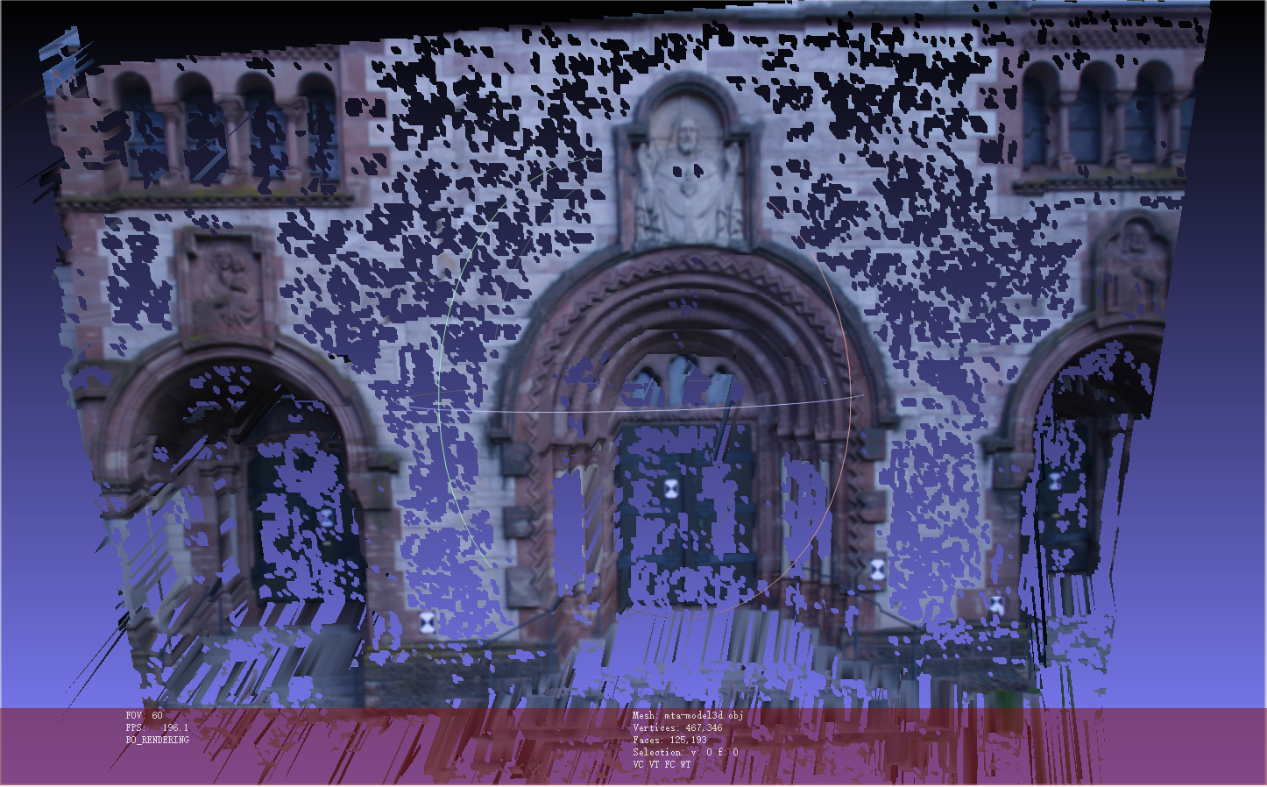 FOV: 60
FPS: 196.1
BO_RENDERING
Mesh: mta-model3d.obj
Vertices: 467,346
Faces: 125,193
Selection: v: 0 f: 0
VC VT FC WT